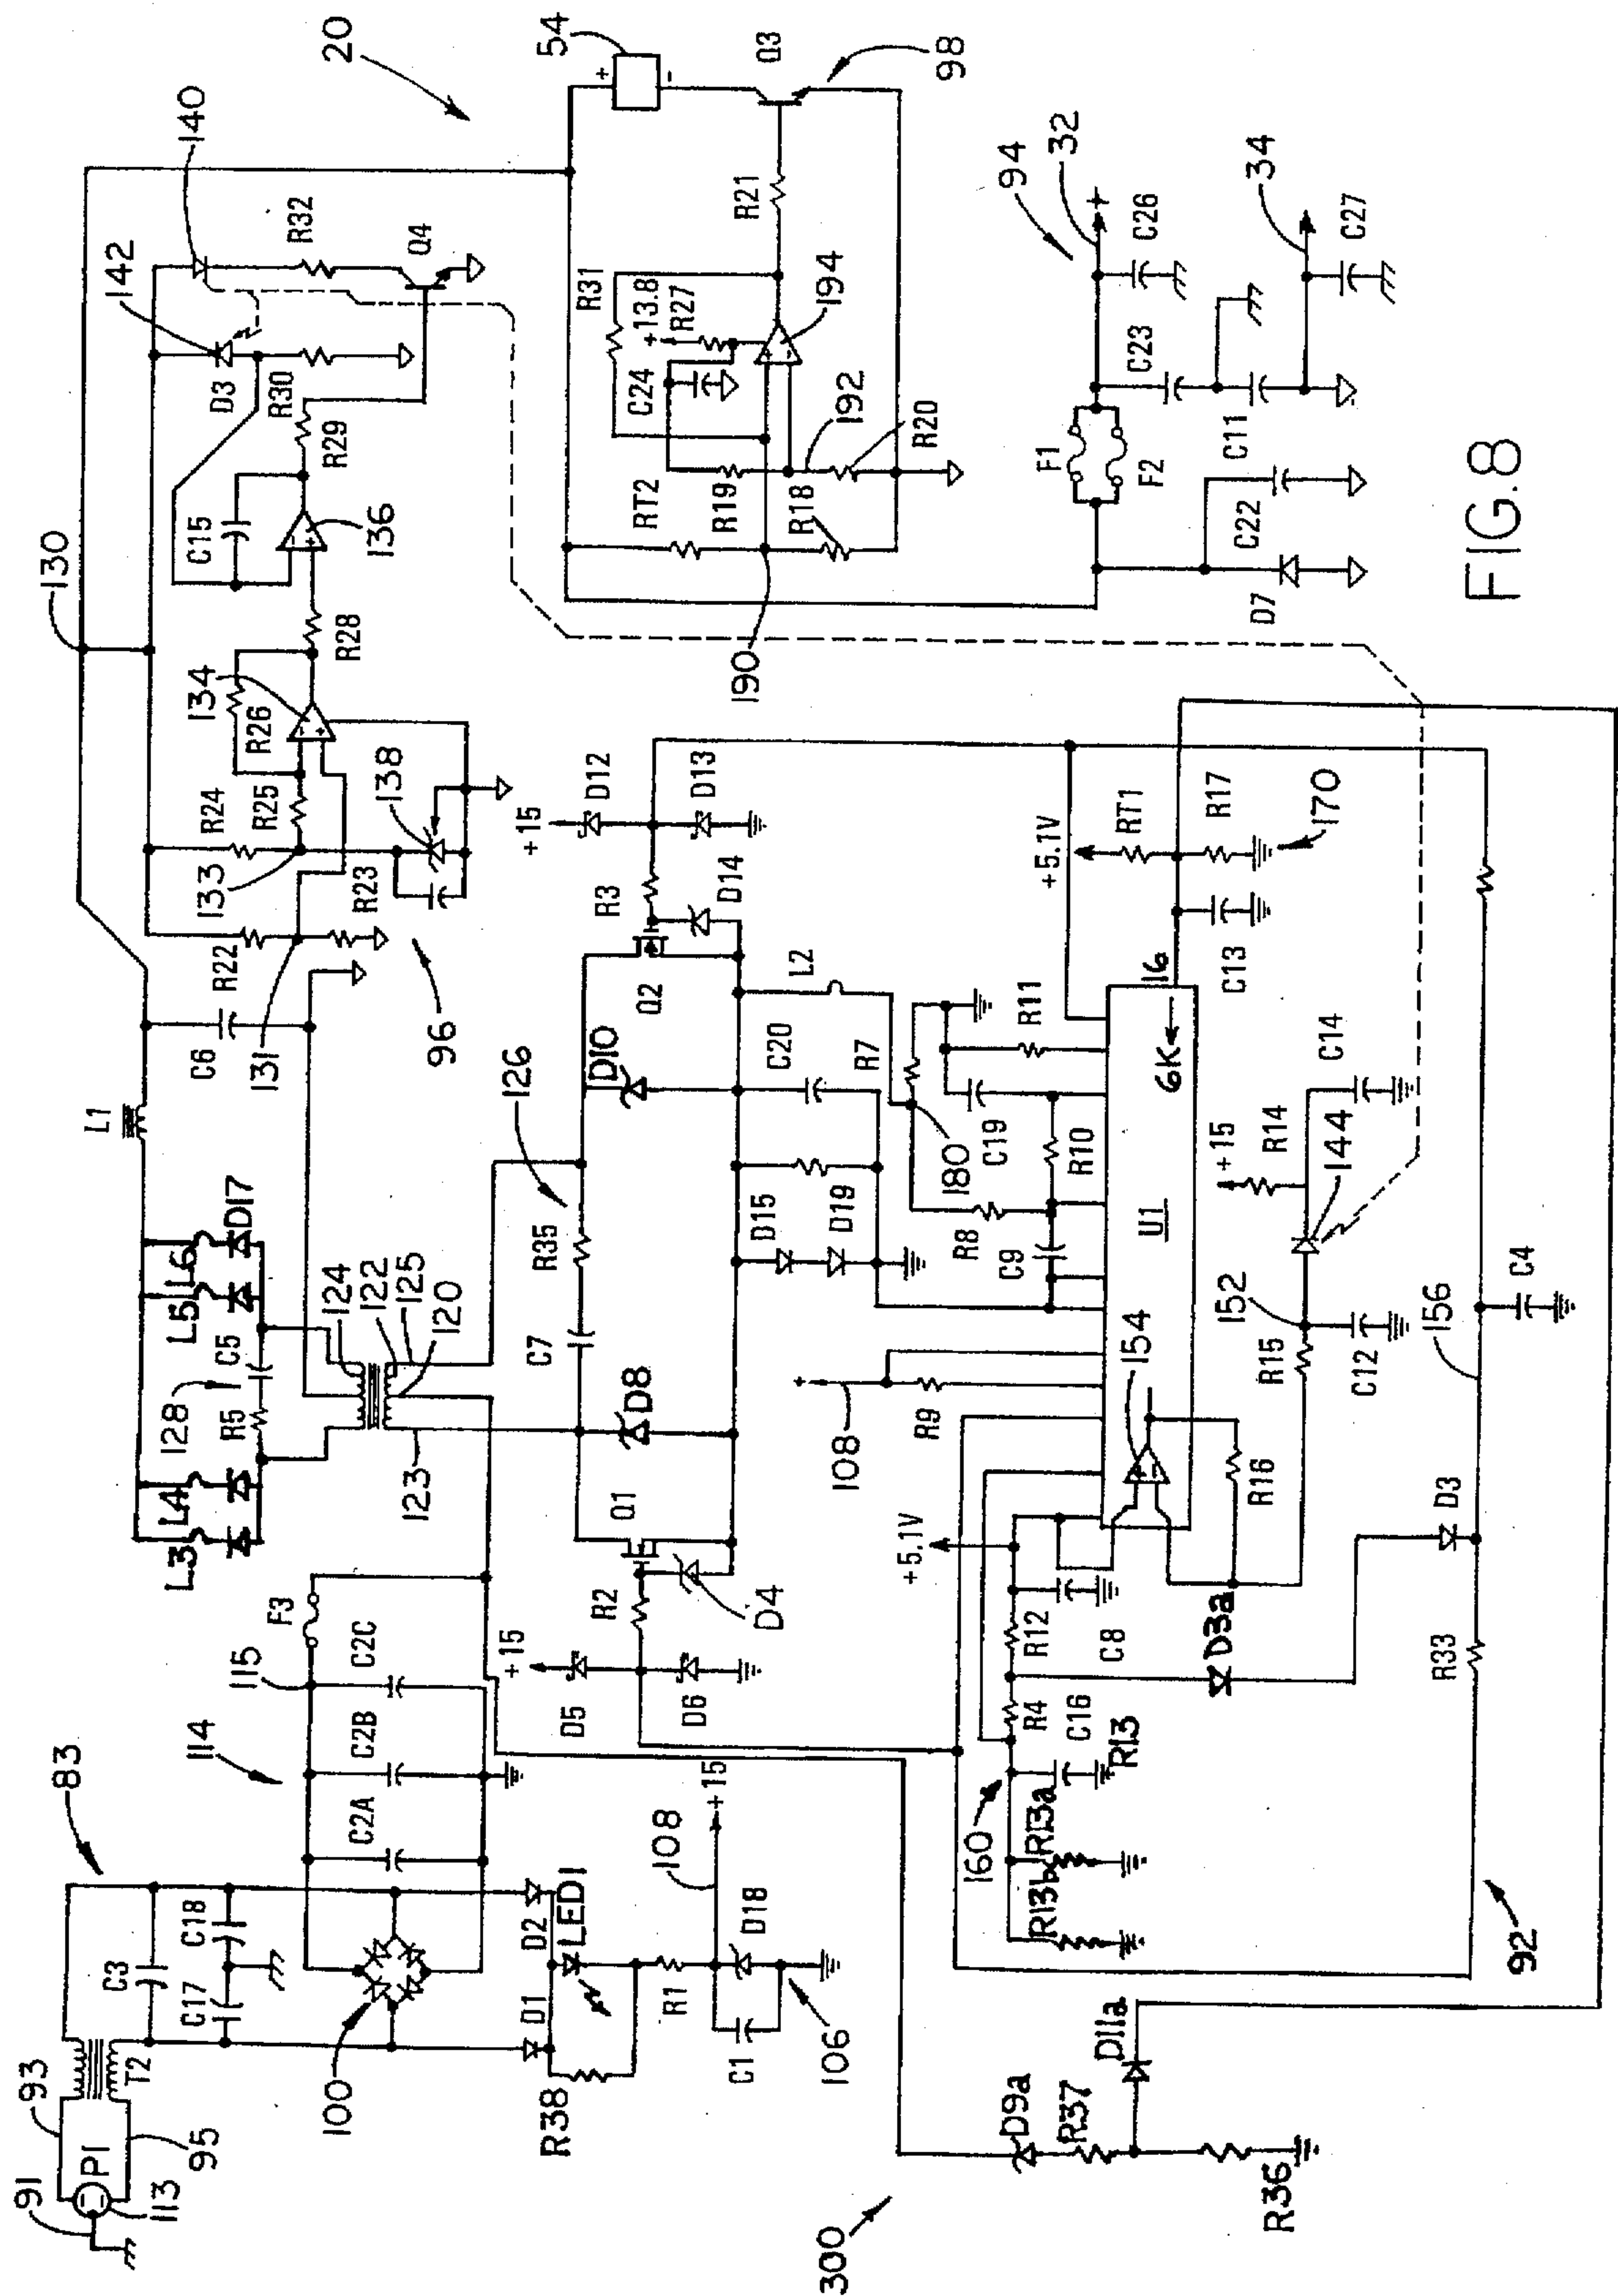 91
93
P1
113
95
T2
C3
C17
C18
83
100
R38
D1
D2
LED1
R1
C1
106
D18
108
+15
114
115
C2A
C2B
C2C
F3
L3
L4
128
R5
C5
L5
L6
D17
124
122
125
120
123
L1
C6
R22
131
96
133
R23
R24
R25
138
R26
134
R28
130
136
C15
R29
R30
D3
142
140
R32
Q4
20
54
+
-
Q3
98
R21
R31
+13.8
R27
C24
194
192
R20
RT2
R19
R18
190
F1
F2
C22
D7
C23
C11
94
32
+
C26
34
C27
FIG.8
+15
D5
D6
R2
Q1
D4
D8
C7
R35
126
D10
Q2
R3
D14
+15
D12
D13
D15
D19
C20
L2
R7
180
R8
C9
C19
R10
R11
108
+
R9
+5.1V
160
R13b
R13a
R13
C16
R4
R12
C8
D3a
154
R16
U1
6K
16
+5.1V
RT1
R17
170
C13
C14
R14
+15
144
152
R15
C12
156
C4
D3
R33
92
300
D9a
R37
D11a
R36